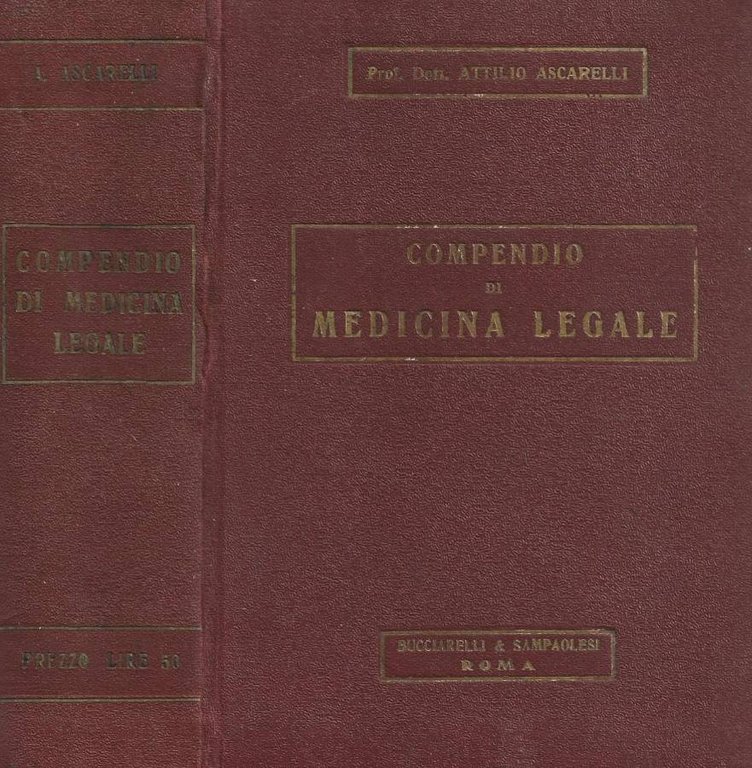 A. ASCARELLI
COMPENDIO
DI MEDICINA
LEGALE
PREZZO LIRE 50
Prof. Dott. ATTILIO ASCARELLI
COMPENDIO
DI
MEDICINA LEGALE
BUCCIARELLI & SAMPAOLESI
ROMA